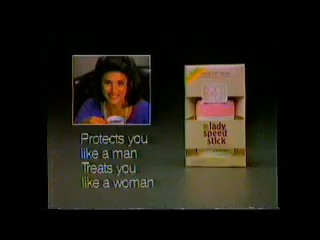 Protects you
like a man
Treats you
like a woman
lady
speed
stick